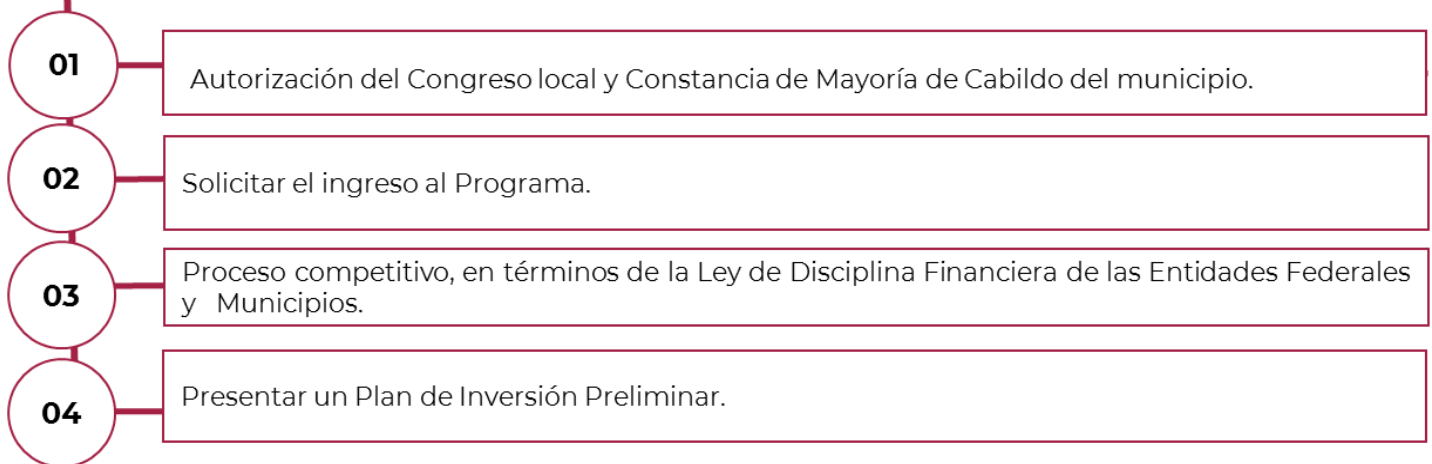 01
Autorización del Congreso local y Constancia de Mayoría de Cabildo del municipio.
02
Solicitar el ingreso al Programa.
03
Proceso competitivo, en términos de la Ley de Disciplina Financiera de las Entidades Federales
y Municipios.
04
Presentar un Plan de Inversión Preliminar.